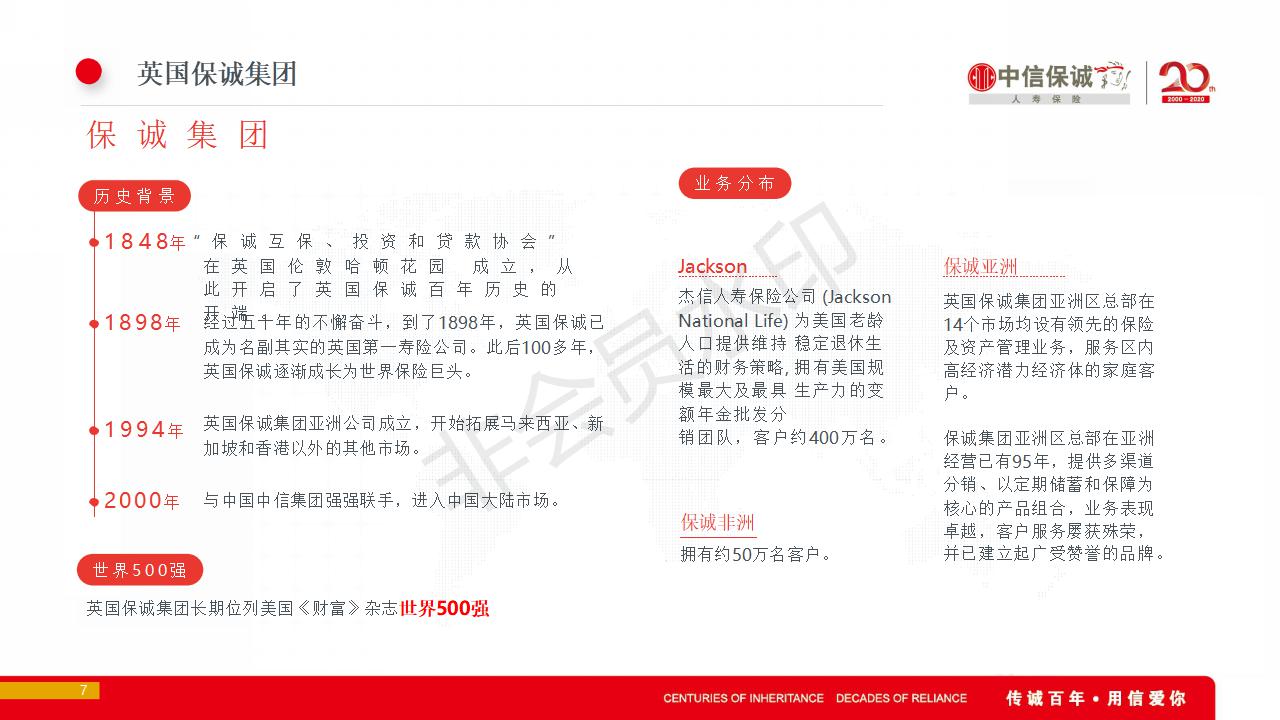 英国保诚集团
中信保诚
人寿保险
20th
2000-2020
保诚集团
历史背景
1848年“保诚互保、投资和贷款协会”
在英国伦敦哈顿花园 成立，从
此开启了英国保诚百年历史的
开端
1898年
经过五十年的不懈奋斗，到了1898年，英国保诚已
成为名副其实的英国第一寿险公司。此后100多年，
英国保诚逐渐成长为世界保险巨头。
1994年
英国保诚集团亚洲公司成立，开始拓展马来西亚、新
加坡和香港以外的其他市场。
2000年
与中国中信集团强强联手，进入中国大陆市场。
世界500强
英国保诚集团长期位列美国《财富》杂志世界500强
业务分布
Jackson
杰信人寿保险公司 (Jackson
National Life) 为美国老龄
人口提供维持 稳定退休生
活的财务策略, 拥有美国规
模最大及最具 生产力的变
额年金批发分
销团队，客户约400万名。
保诚非洲
拥有约50万名客户。
保诚亚洲
英国保诚集团亚洲区总部在
14个市场均设有领先的保险
及资产管理业务，服务区内
高经济潜力经济体的家庭客
户。
保诚集团亚洲区总部在亚洲
经营已有95年，提供多渠道
分销、以定期储蓄和保障为
核心的产品组合，业务表现
卓越，客户服务屡获殊荣，
并已建立起广受赞誉的品牌。
非会员水印
7
CENTURIES OF INHERITANCE DECADES OF RELIANCE
传诚百年·用信爱你